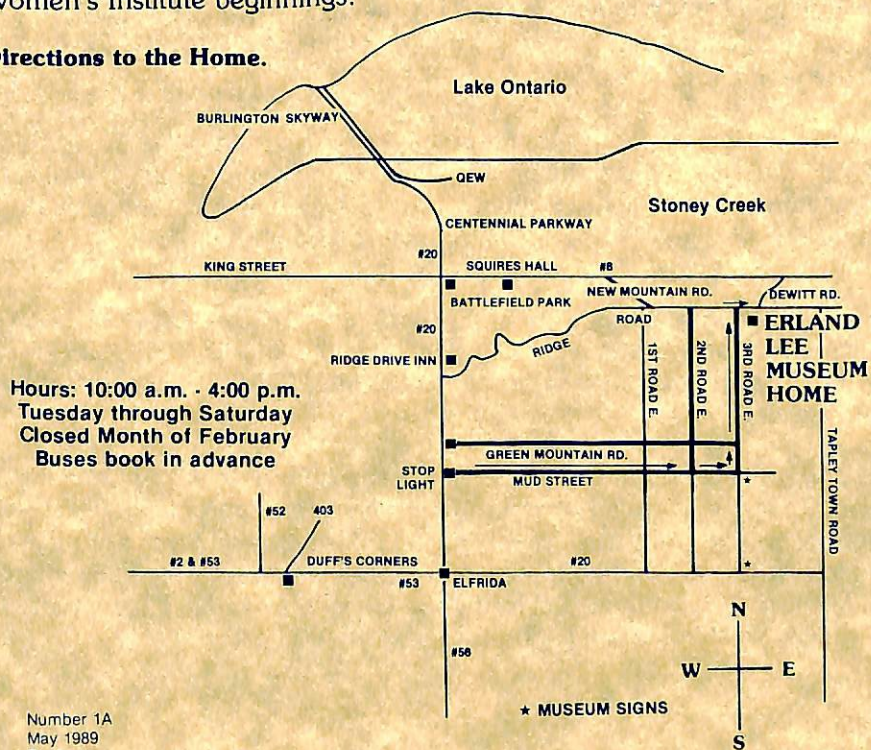 Women's Institute beginnings.
Directions to the Home.
Lake Ontario
BURLINGTON SKYWAY
QEW
Stoney Creek
CENTENNIAL PARKWAY
#20
KING STREET
SQUIRES HALL
#8
NEW MOUNTAIN RD.
DEWITT RD.
BATTLEFIELD PARK
#20
ROAD
RIDGE
RIDGE DRIVE INN
1ST ROAD E.
2ND ROAD E.
3RD ROAD E.
ERLAND
LEE
MUSEUM
HOME
Hours: 10:00 a.m. - 4:00 p.m.
Tuesday through Saturday
Closed Month of February
Buses book in advance
GREEN MOUNTAIN RD.
STOP
LIGHT
MUD STREET
TAPLEY TOWN ROAD
#52
403
#2 & #53
DUFF'S CORNERS
#53
ELFRIDA
#20
#56
N
W
E
S
★ MUSEUM SIGNS
Number 1A
May 1989